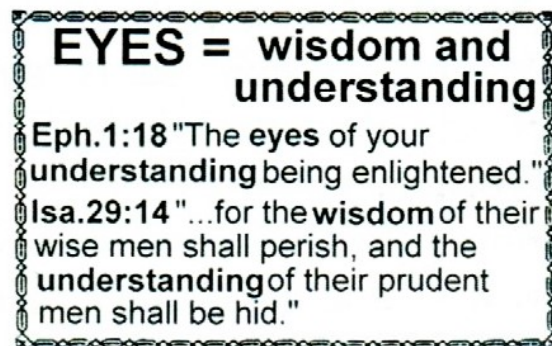 EYES = wisdom and
understanding
Eph.1:18 "The eyes of your
understanding being enlightened."
Isa.29:14 "...for the wisdom of their
wise men shall perish, and the
understanding of their prudent
men shall be hid."